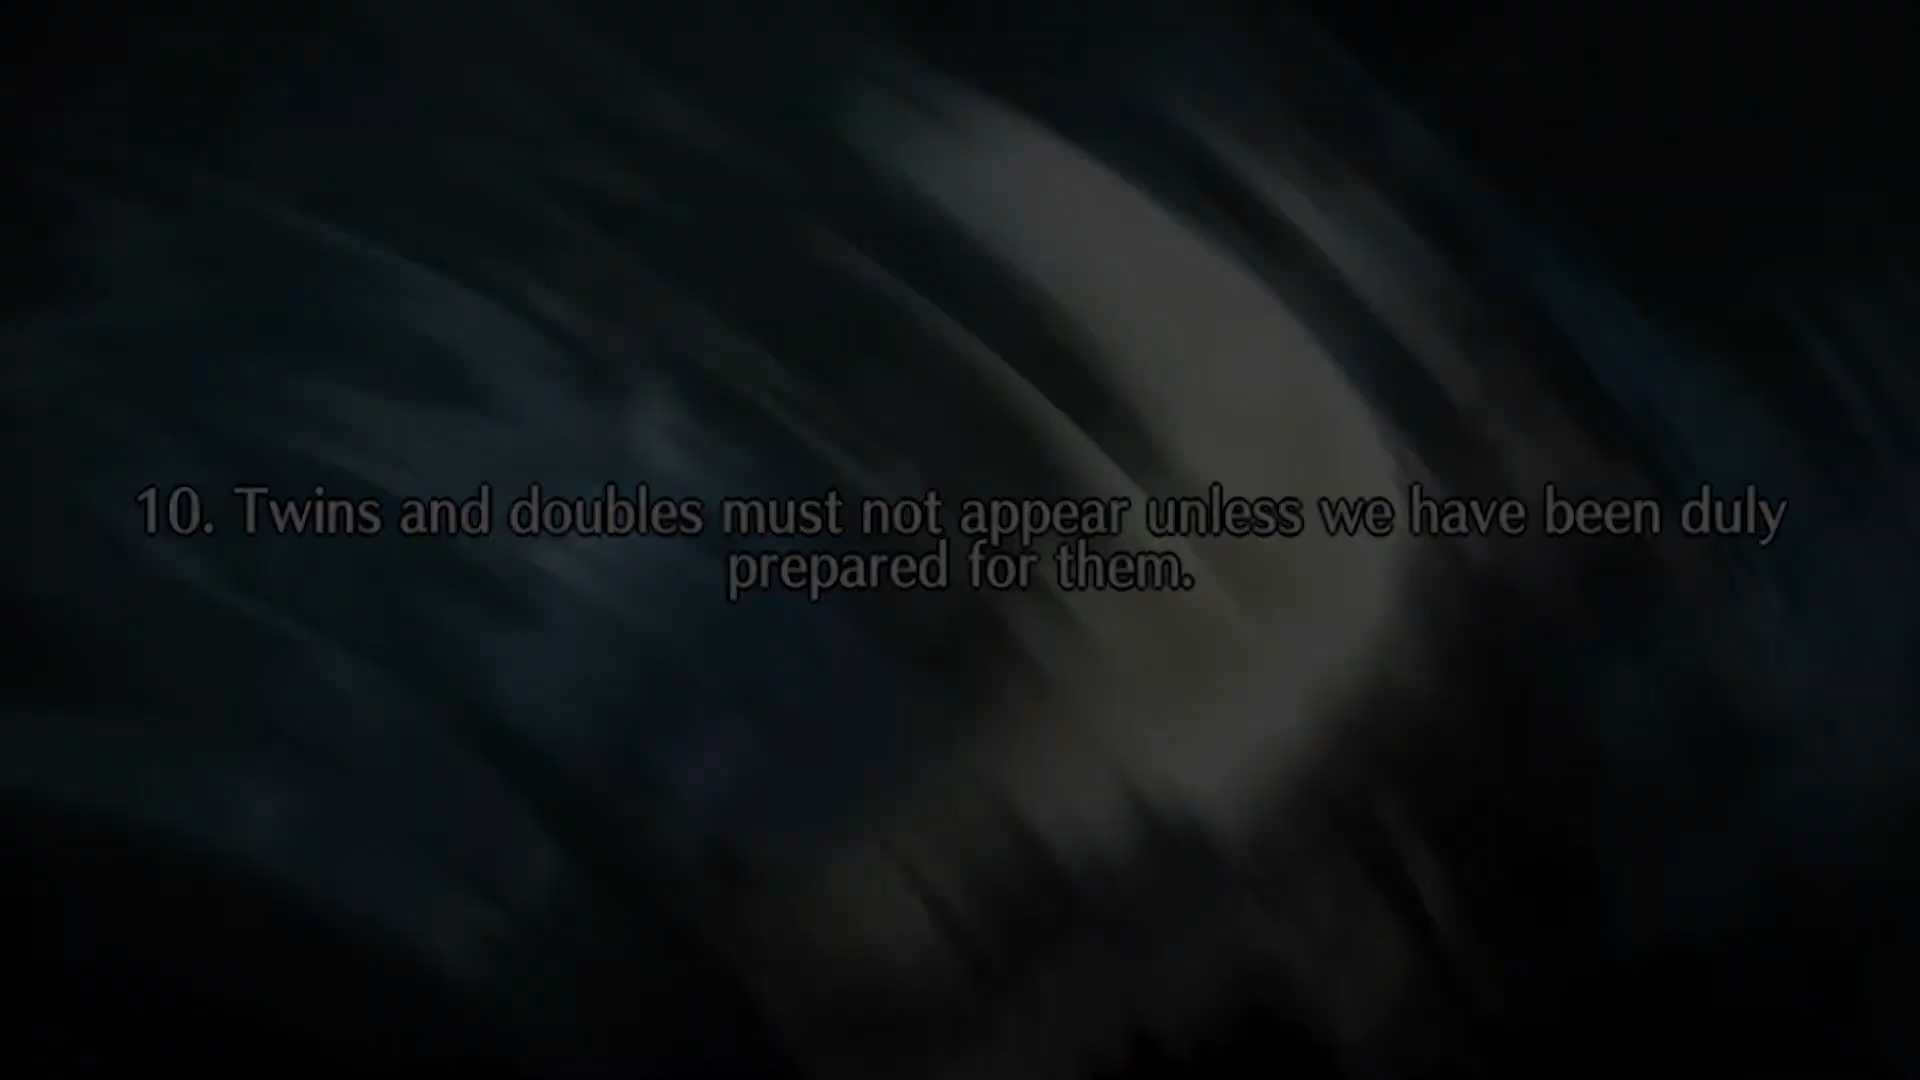 10. Twins and doubles must not appear unless we have been duly
prepared for them.